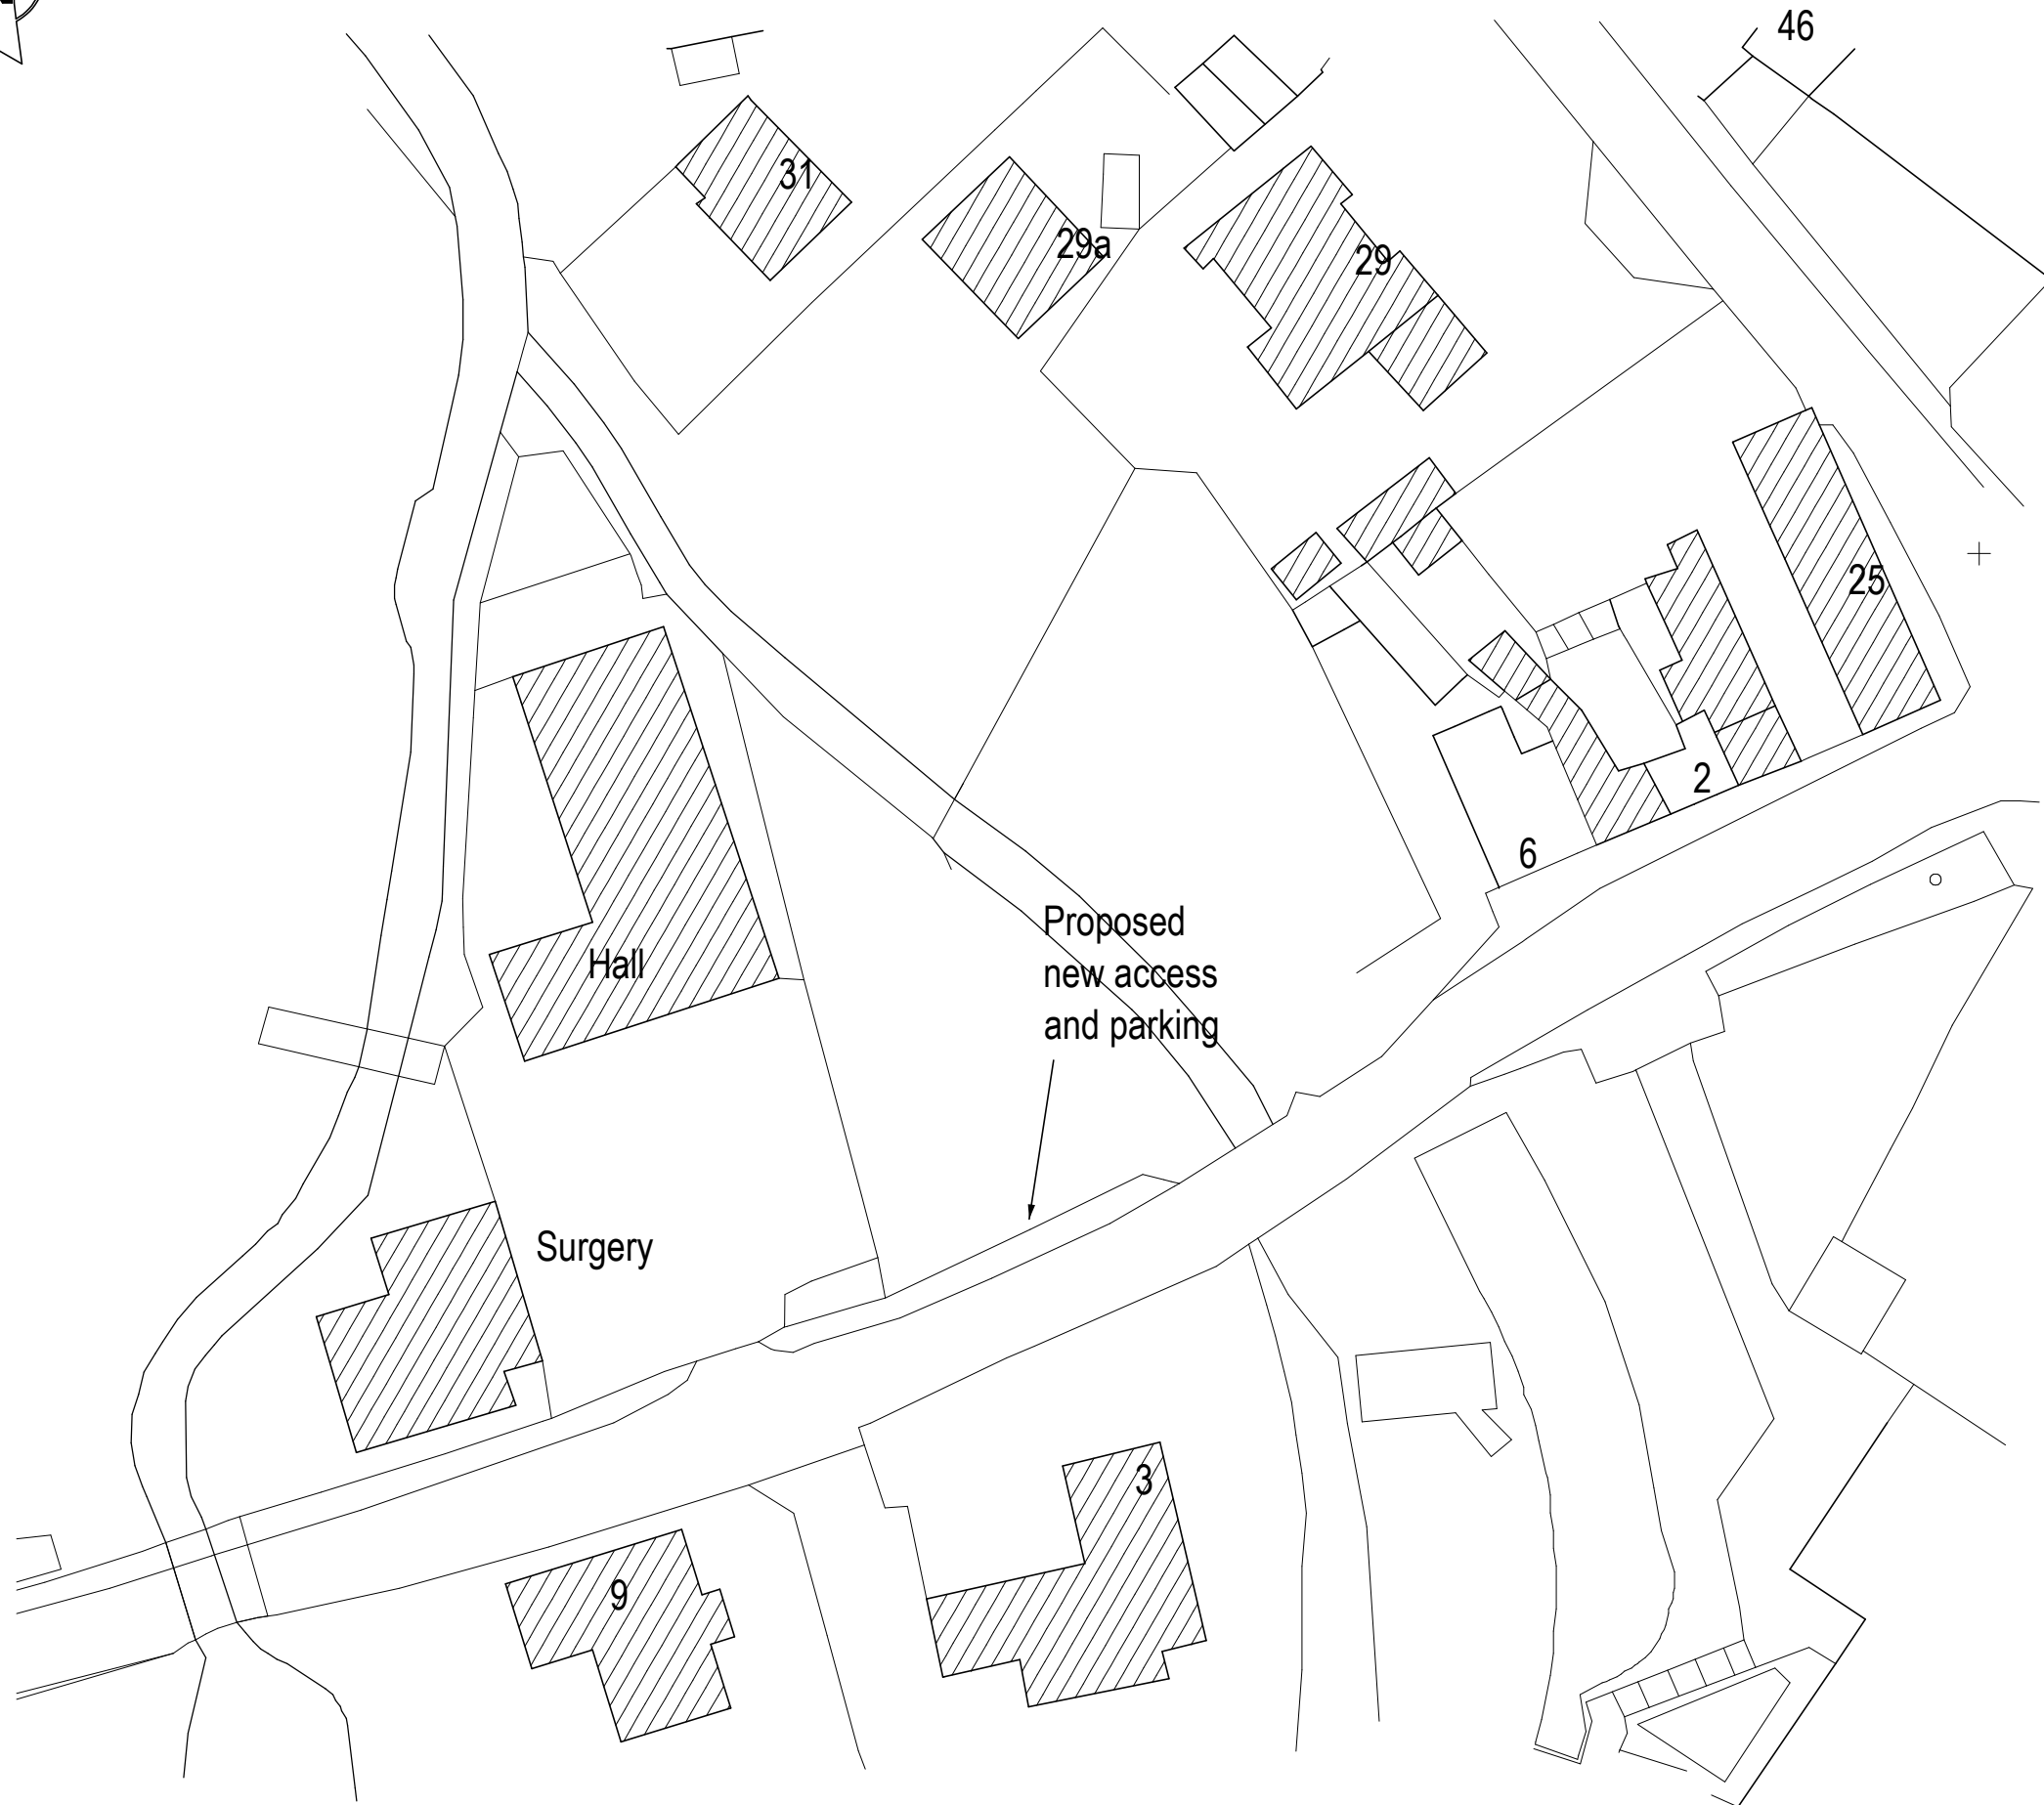 46
31
29a
29
25
2
6
Proposed
new access
and parking
Hall
Surgery
3
9